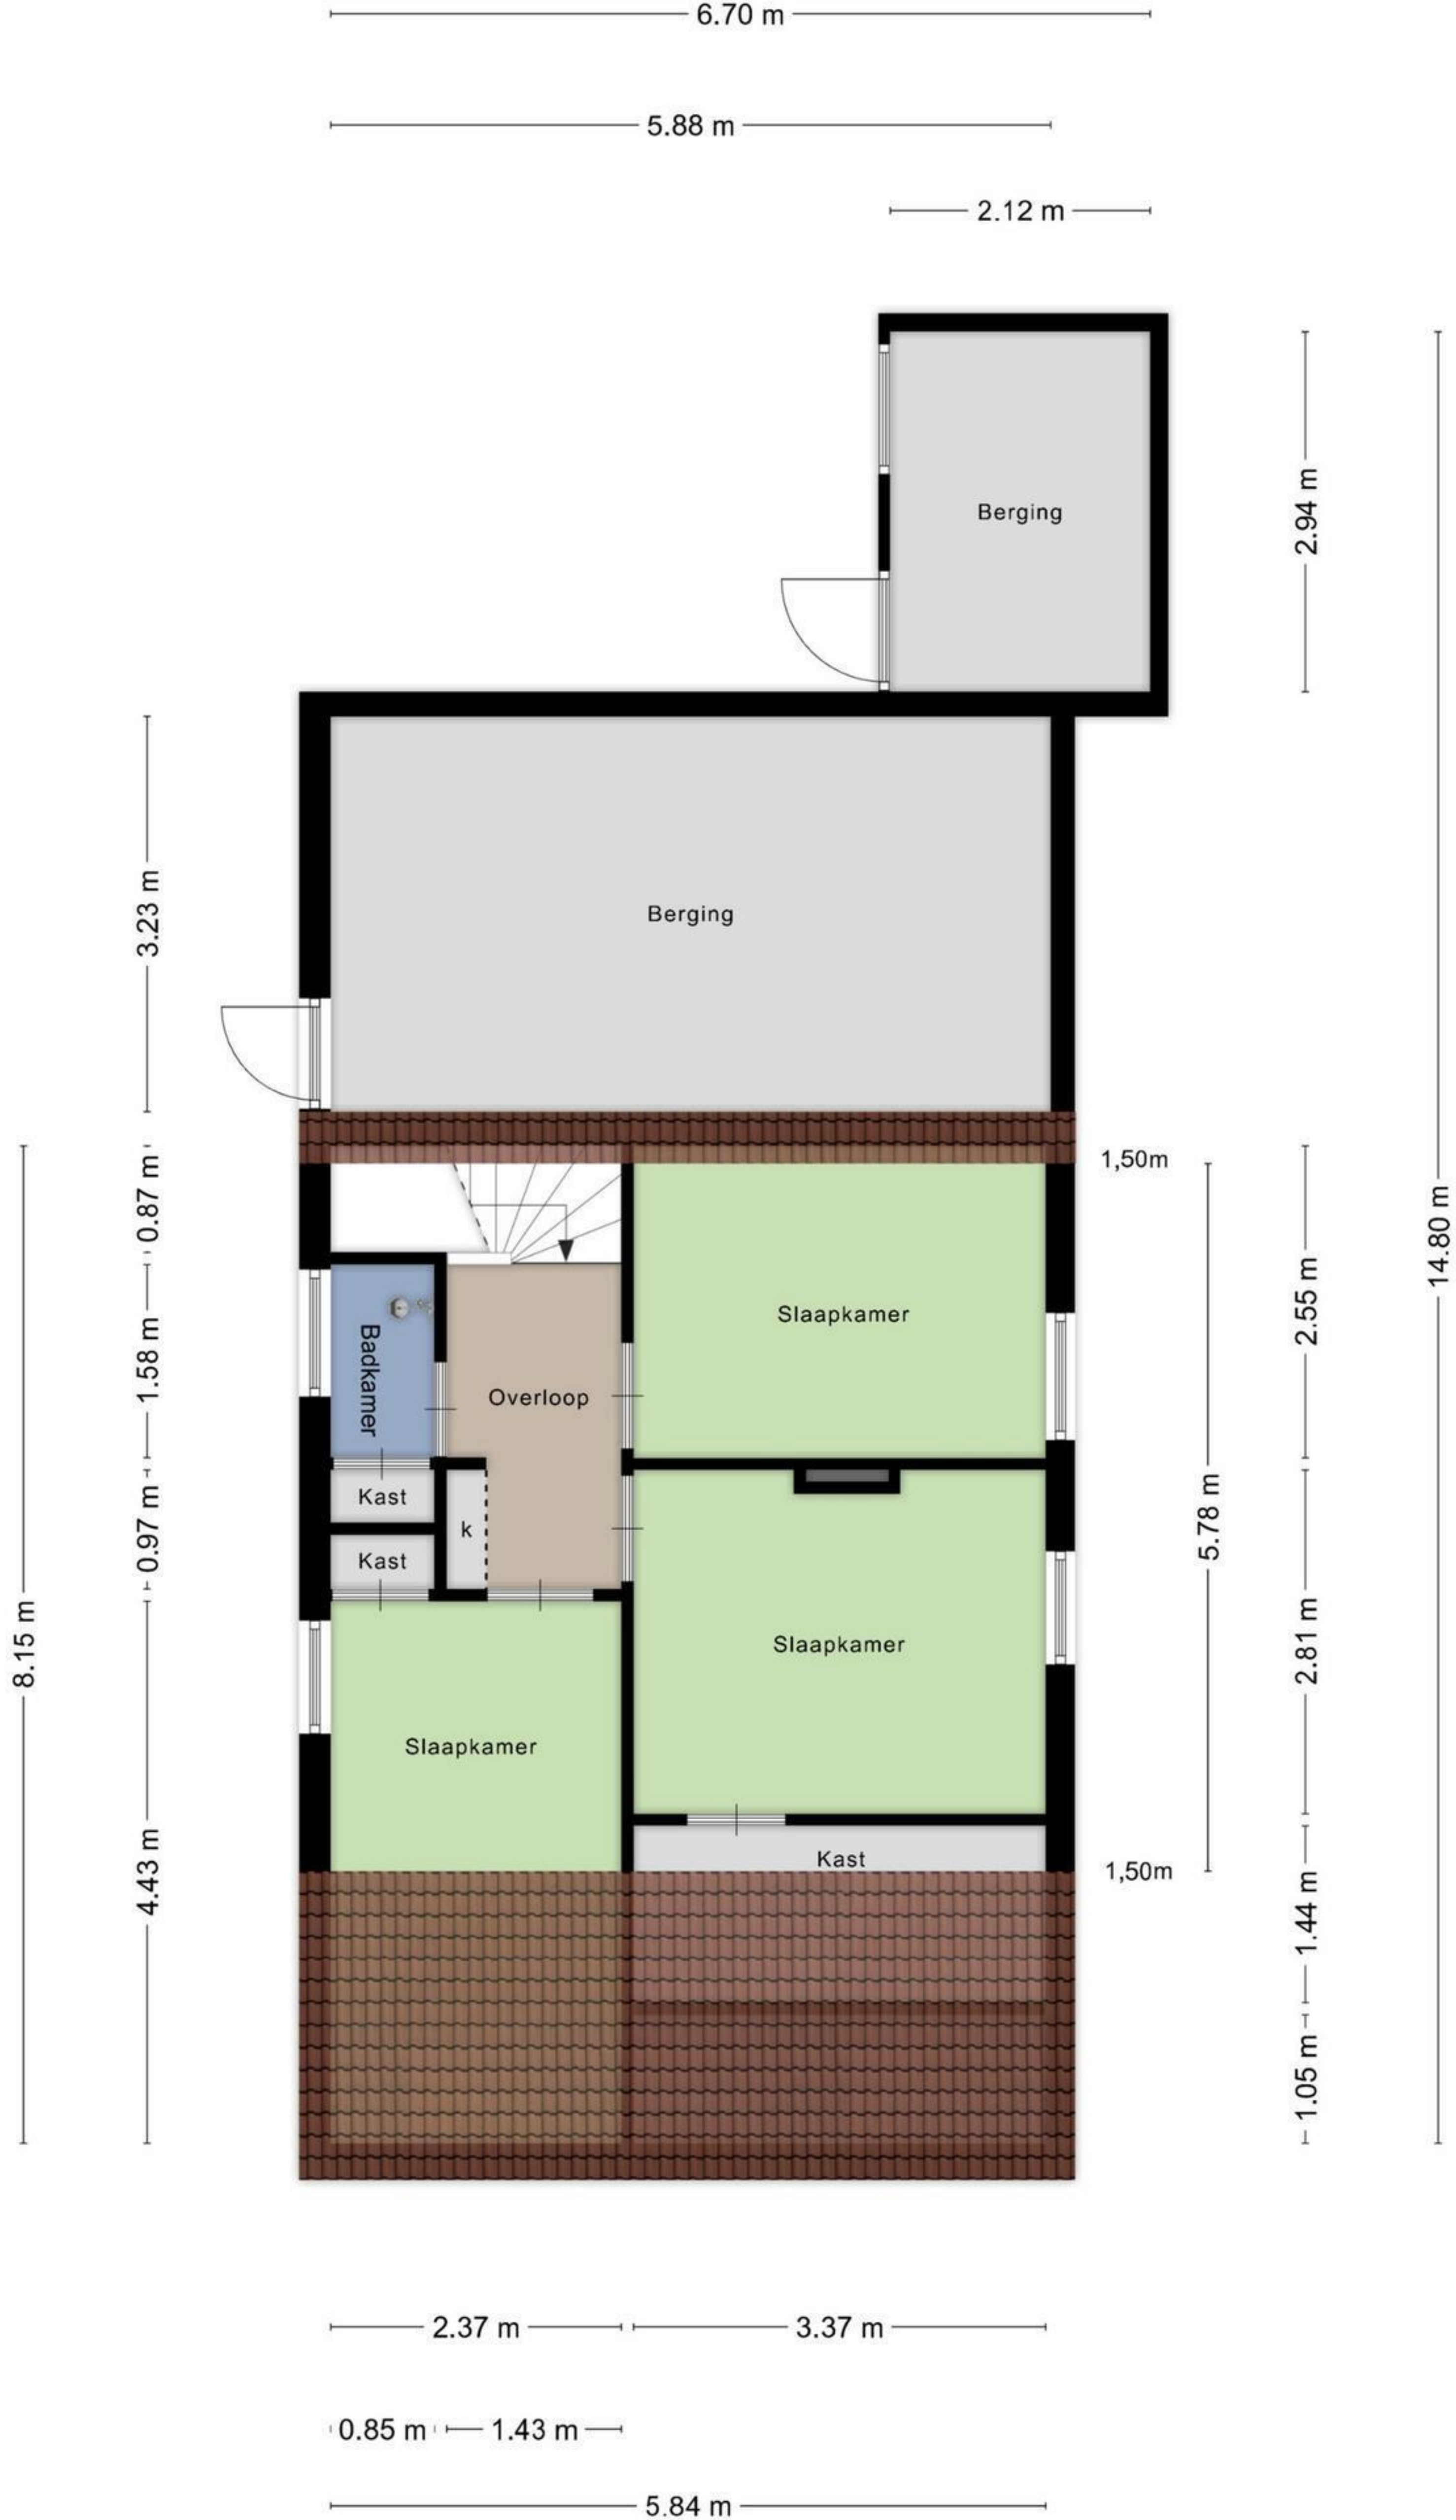 6.70 m
5.88 m
2.12 m
Berging
2.94 m
Berging
3.23 m
14.80 m
1,50m
0.87 m
Slaapkamer
2.55 m
Badkamer
1.58 m
Overloop
Kast
k
0.97 m
Kast
5.78 m
8.15 m
Slaapkamer
2.81 m
Slaapkamer
Kast
1,50m
4.43 m
1.44 m
1.05 m
2.37 m
3.37 m
0.85 m
1.43 m
5.84 m